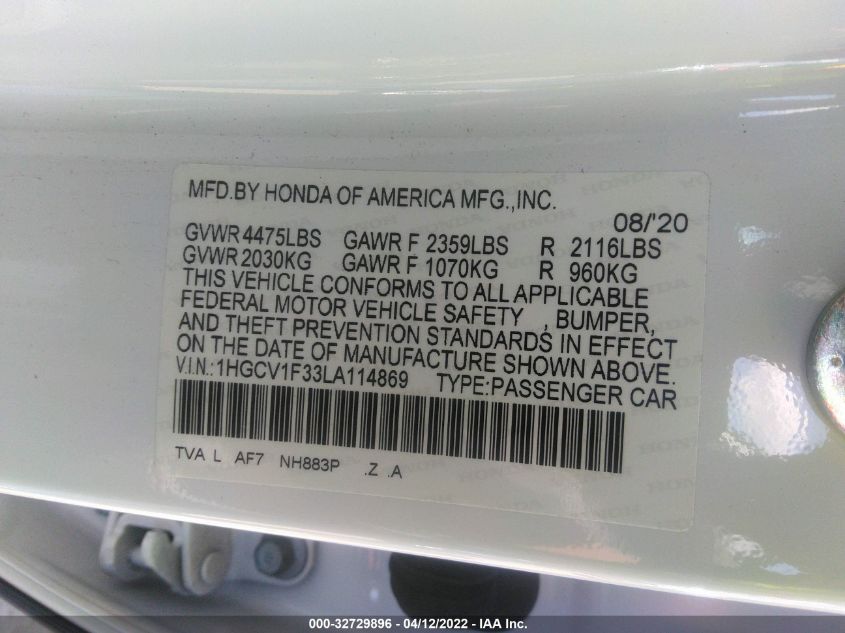 MFD.BY HONDA OF AMERICA MFG.,INC.
08/'20
GVWR 4475LBS GAWR F 2359LBS R 2116LBS
GVWR 2030KG GAWR F 1070KG R 960KG
THIS VEHICLE CONFORMS TO ALL APPLICABLE
FEDERAL MOTOR VEHICLE SAFETY , BUMPER,
AND THEFT PREVENTION STANDARDS IN EFFECT
ON THE DATE OF MANUFACTURE SHOWN ABOVE.
V.I.N.:1HGCV1F33LA114869 TYPE:PASSENGER CAR
TVA L AF7 NH883P .Z .A
000-32729896 - 04/12/2022 - IAA Inc.